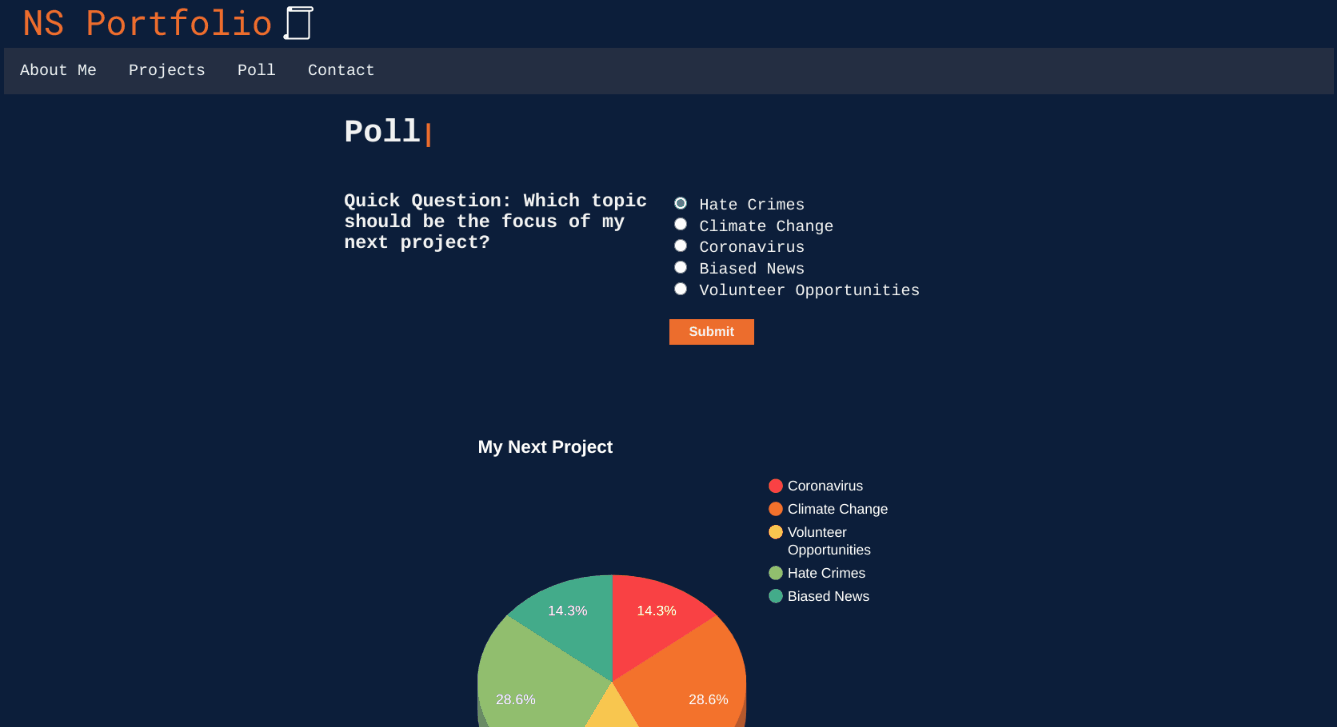 NS Portfolio
About Me Projects Poll Contact
Poll
Quick Question: Which topic
should be the focus of my
next project?
Hate Crimes
Climate Change
Coronavirus
Biased News
Volunteer Opportunities
Submit
My Next Project
Coronavirus
Climate Change
Volunteer
Opportunities
Hate Crimes
Biased News
14.3% 14.3%
28.6% 28.6%